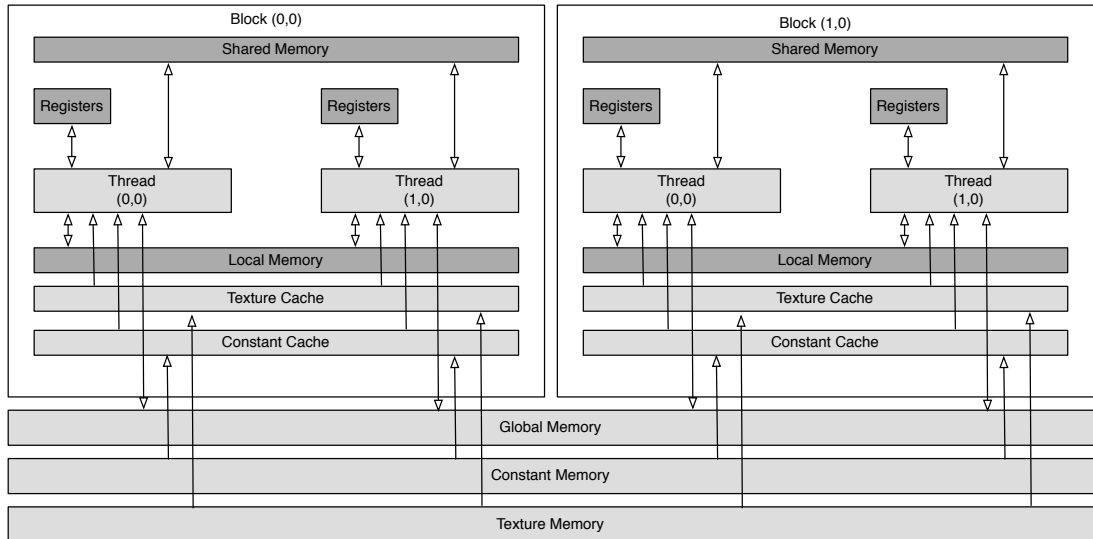 Block (0,0)
Shared Memory
Registers
Registers
Thread
(0,0)
Thread
(1,0)
Local Memory
Texture Cache
Constant Cache
Block (1,0)
Shared Memory
Registers
Registers
Thread
(0,0)
Thread
(1,0)
Local Memory
Texture Cache
Constant Cache
Global Memory
Constant Memory
Texture Memory